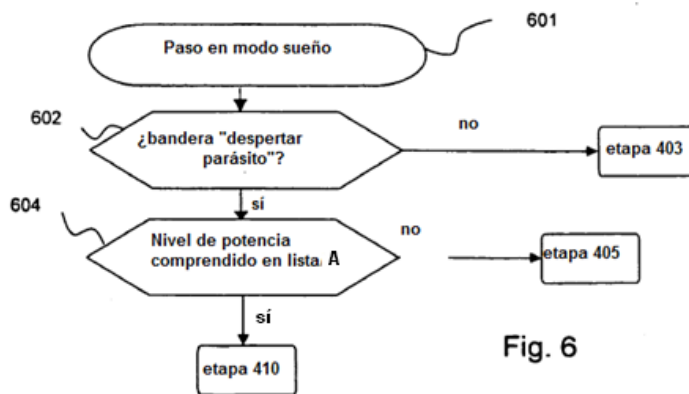 601
Paso en modo sueño
602
¿bandera "despertar
parásito"?
no
etapa 403
sí
604
Nivel de potencia
comprendido en lista A
no
etapa 405
sí
etapa 410
Fig. 6